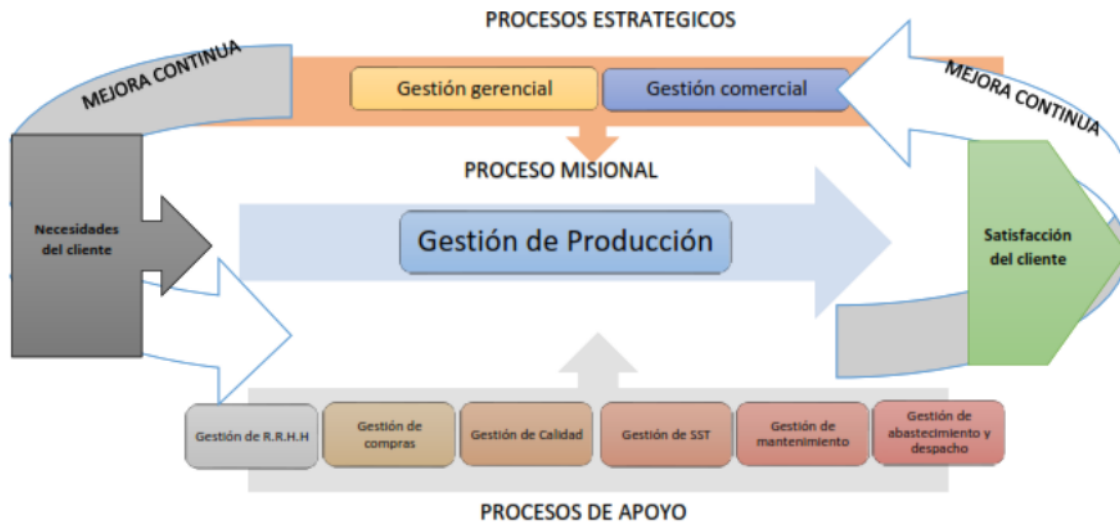 PROCESOS ESTRATEGICOS
MEJORA CONTINUA
Gestión gerencial
Gestión comercial
MEJORA CONTINUA
PROCESO MISIONAL
Necesidades
del cliente
Gestión de Producción
Satisfacción
del cliente
Gestión de R.R.H.H
Gestión de
compras
Gestión de Calidad
Gestión de SST
Gestión de
mantenimiento
Gestión de
abastecimiento y
despacho
PROCESOS DE APOYO